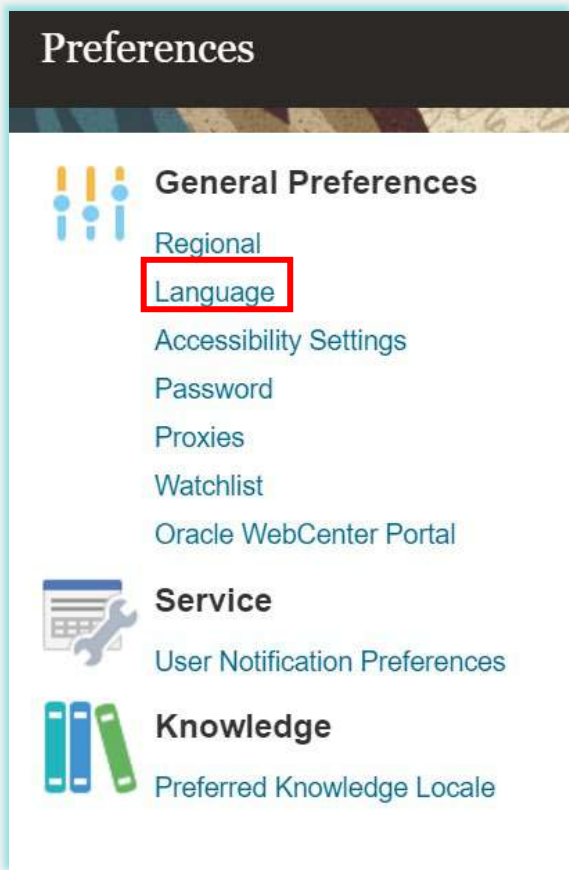 Preferences
General Preferences
Regional
Language
Accessibility Settings
Password
Proxies
Watchlist
Oracle WebCenter Portal
Service
User Notification Preferences
Knowledge
Preferred Knowledge Locale